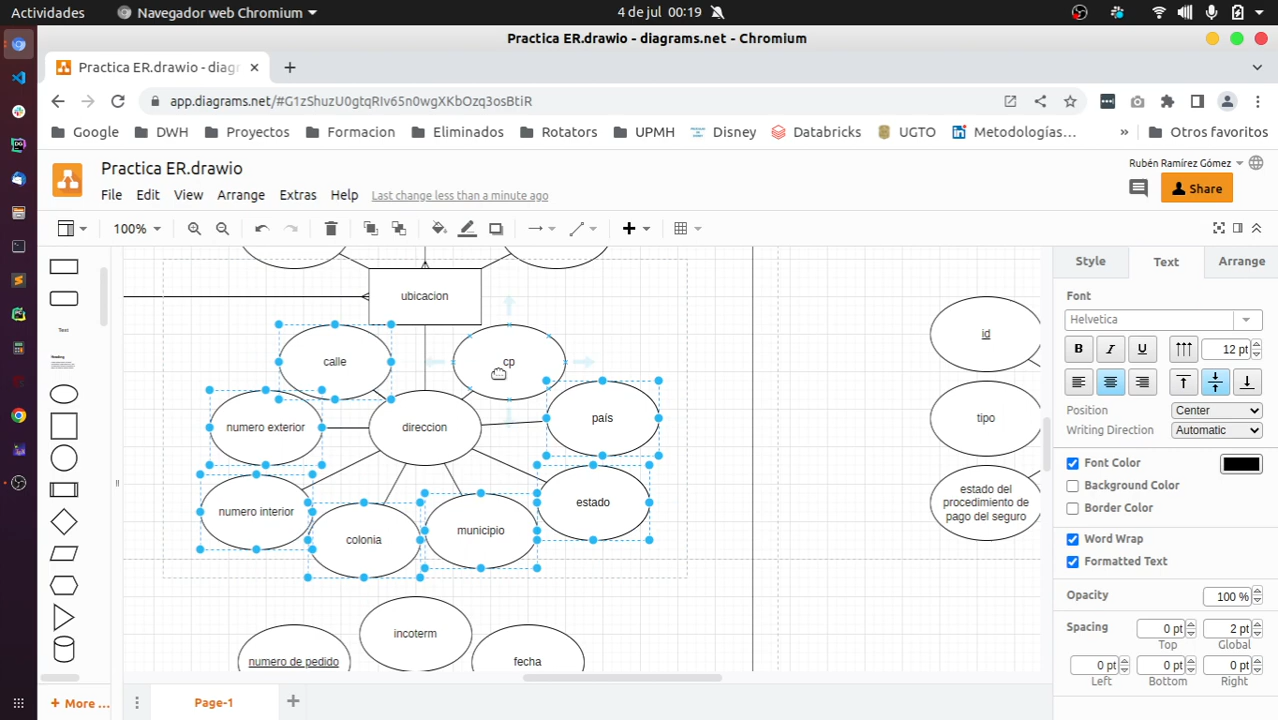 Actividades
Navegador web Chromium
4 de jul 00:19
Practica ER.drawio - diagrams.net - Chromium
Practica ER.drawio - diagr
app.diagrams.net/#G1zShuzU0gtqRIv65n0wgXKbOzq3osBtiR
Google
DWH
Proyectos
Formacion
Eliminados
Rotators
UPMH
Disney
Databricks
UGTO
Metodologías...
»
Otros favoritos
Practica ER.drawio
Rubén Ramírez Gómez
File
Edit
View
Arrange
Extras
Help
Last change less than a minute ago
Share
100%
Style
Text
Arrange
Text
Heading
ubicacion
calle
cp
numero exterior
direccion
país
numero interior
colonia
municipio
estado
incoterm
numero de pedido
fecha
id
tipo
estado del
procedimiento de
pago del seguro
Font
Helvetica
B
I
U
12 pt
Position
Center
Writing Direction
Automatic
Font Color
Background Color
Border Color
Word Wrap
Formatted Text
Opacity
100 %
Spacing
0 pt
2 pt
Top
Global
0 pt
0 pt
0 pt
Left
Bottom
Right
+ More ...
Page-1